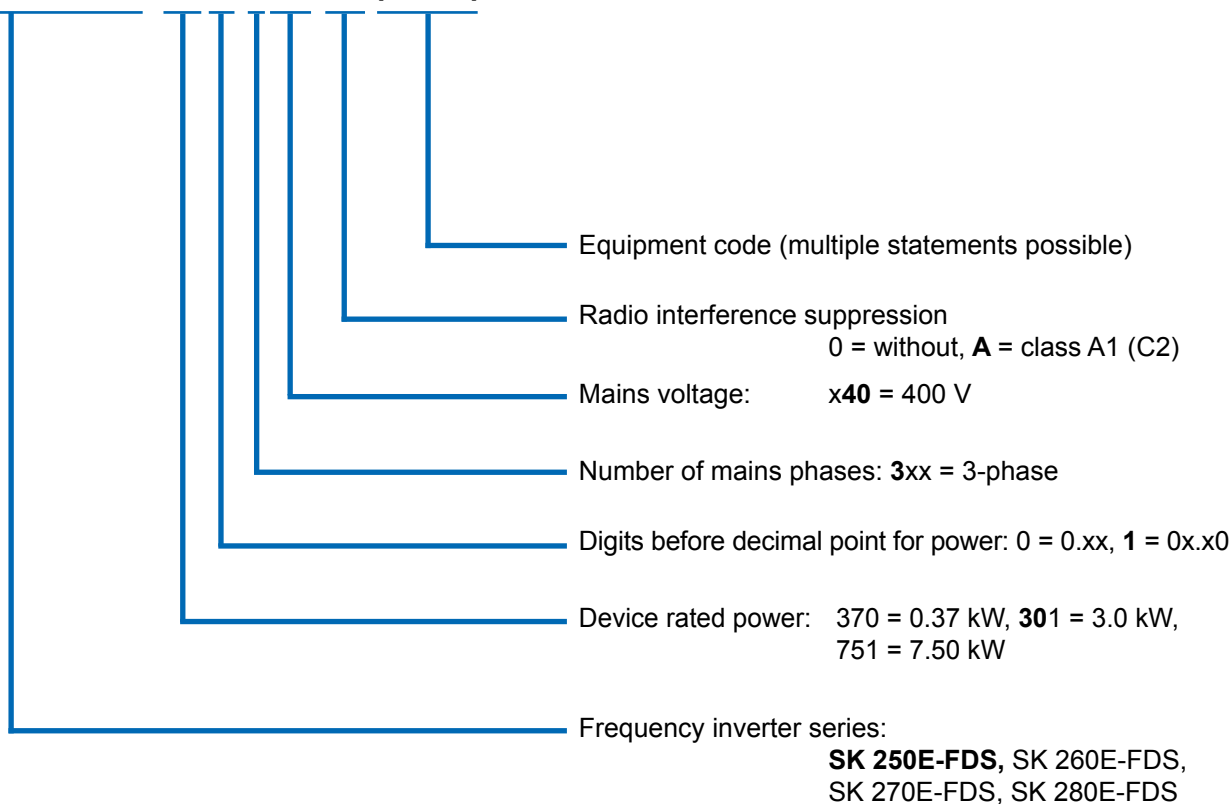 Equipment code (multiple statements possible)
Radio interference suppression
0 = without, A = class A1 (C2)
Mains voltage: x40 = 400 V
Number of mains phases: 3xx = 3-phase
Digits before decimal point for power: 0 = 0.xx, 1 = 0x.x0
Device rated power: 370 = 0.37 kW, 301 = 3.0 kW,
751 = 7.50 kW
Frequency inverter series:
SK 250E-FDS, SK 260E-FDS,
SK 270E-FDS, SK 280E-FDS